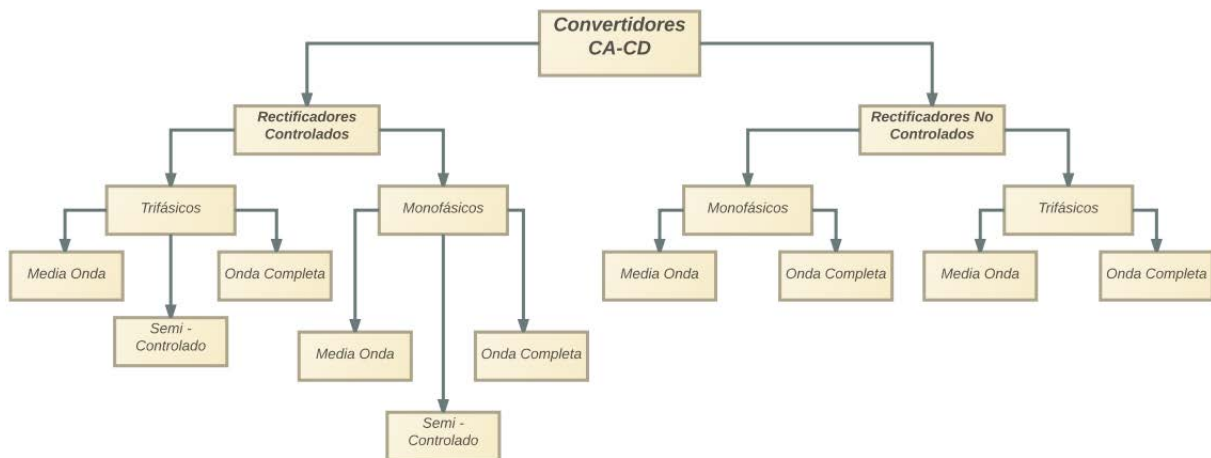 Convertidores
CA-CD
Rectificadores
Controlados
Rectificadores No
Controlados
Trifásicos
Monofásicos
Monofásicos
Trifásicos
Media Onda
Onda Completa
Media Onda
Onda Completa
Media Onda
Onda Completa
Semi -
Controlado
Media Onda
Onda Completa
Semi -
Controlado